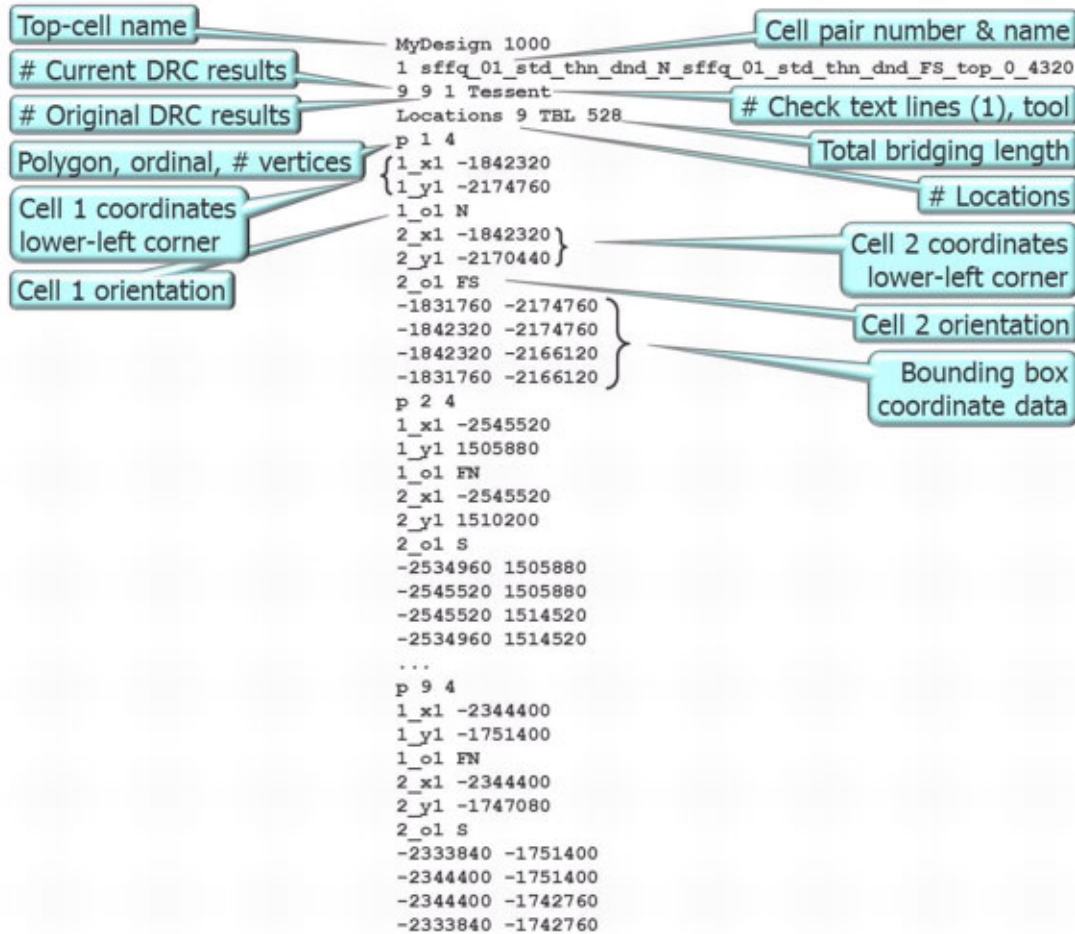 Top-cell name
# Current DRC results
# Original DRC results
Polygon, ordinal, # vertices
Cell 1 coordinates
lower-left corner
Cell 1 orientation
MyDesign 1000
1 sffq_01_std_thn_dnd_N_sffq_01_std_thn_dnd_FS_top_0_4320
9 9 1 Tessent
Locations 9 TBL 528
p 1 4
1_x1 -1842320
1_y1 -2174760
1_o1 N
2_x1 -1842320
2_y1 -2170440
2_o1 FS
-1831760 -2174760
-1842320 -2174760
-1842320 -2166120
-1831760 -2166120
p 2 4
1_x1 -2545520
1_y1 1505880
1_o1 FN
2_x1 -2545520
2_y1 1510200
2_o1 S
-2534960 1505880
-2545520 1505880
-2545520 1514520
-2534960 1514520
...
p 9 4
1_x1 -2344400
1_y1 -1751400
1_o1 FN
2_x1 -2344400
2_y1 -1747080
2_o1 S
-2333840 -1751400
-2344400 -1751400
-2344400 -1742760
-2333840 -1742760
Cell pair number & name
# Check text lines (1), tool
Total bridging length
# Locations
Cell 2 coordinates
lower-left corner
Cell 2 orientation
Bounding box
coordinate data